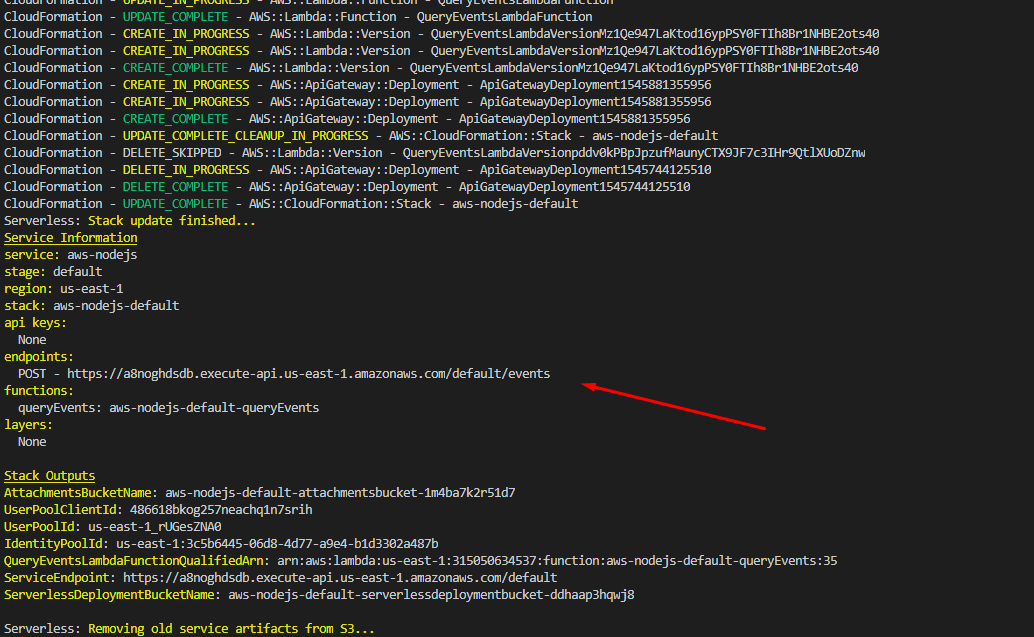 CloudFormation - UPDATE_IN_PROGRESS - AWS::Lambda::Function - QueryEventsLambdaFunction
CloudFormation - UPDATE_COMPLETE - AWS::Lambda::Function - QueryEventsLambdaFunction
CloudFormation - CREATE_IN_PROGRESS - AWS::Lambda::Version - QueryEventsLambdaVersionMz1Qe947LaKtod16ypPSY0FTIh8Br1NHBE2ots40
CloudFormation - CREATE_IN_PROGRESS - AWS::Lambda::Version - QueryEventsLambdaVersionMz1Qe947LaKtod16ypPSY0FTIh8Br1NHBE2ots40
CloudFormation - CREATE_COMPLETE - AWS::Lambda::Version - QueryEventsLambdaVersionMz1Qe947LaKtod16ypPSY0FTIh8Br1NHBE2ots40
CloudFormation - CREATE_IN_PROGRESS - AWS::ApiGateway::Deployment - ApiGatewayDeployment1545881355956
CloudFormation - CREATE_IN_PROGRESS - AWS::ApiGateway::Deployment - ApiGatewayDeployment1545881355956
CloudFormation - CREATE_COMPLETE - AWS::ApiGateway::Deployment - ApiGatewayDeployment1545881355956
CloudFormation - UPDATE_COMPLETE_CLEANUP_IN_PROGRESS - AWS::CloudFormation::Stack - aws-nodejs-default
CloudFormation - DELETE_SKIPPED - AWS::Lambda::Version - QueryEventsLambdaVersionpddv0kPBpJpzufMaunyCTX9JF7c3IHr9QtlXUoDZnw
CloudFormation - DELETE_IN_PROGRESS - AWS::ApiGateway::Deployment - ApiGatewayDeployment1545744125510
CloudFormation - DELETE_COMPLETE - AWS::ApiGateway::Deployment - ApiGatewayDeployment1545744125510
CloudFormation - UPDATE_COMPLETE - AWS::CloudFormation::Stack - aws-nodejs-default
Serverless: Stack update finished...
Service Information
service: aws-nodejs
stage: default
region: us-east-1
stack: aws-nodejs-default
api keys:
None
endpoints:
POST - https://a8noghdsdb.execute-api.us-east-1.amazonaws.com/default/events
functions:
queryEvents: aws-nodejs-default-queryEvents
layers:
None
Stack Outputs
AttachmentsBucketName: aws-nodejs-default-attachmentsbucket-1m4ba7k2r51d7
UserPoolClientId: 486618bkog257neachq1n7srih
UserPoolId: us-east-1_rUGesZNA0
IdentityPoolId: us-east-1:3c5b6445-06d8-4d77-a9e4-b1d3302a487b
QueryEventsLambdaFunctionQualifiedArn: arn:aws:lambda:us-east-1:315050634537:function:aws-nodejs-default-queryEvents:35
ServiceEndpoint: https://a8noghdsdb.execute-api.us-east-1.amazonaws.com/default
ServerlessDeploymentBucketName: aws-nodejs-default-serverlessdeploymentbucket-ddhaap3hqwj8
Serverless: Removing old service artifacts from S3...